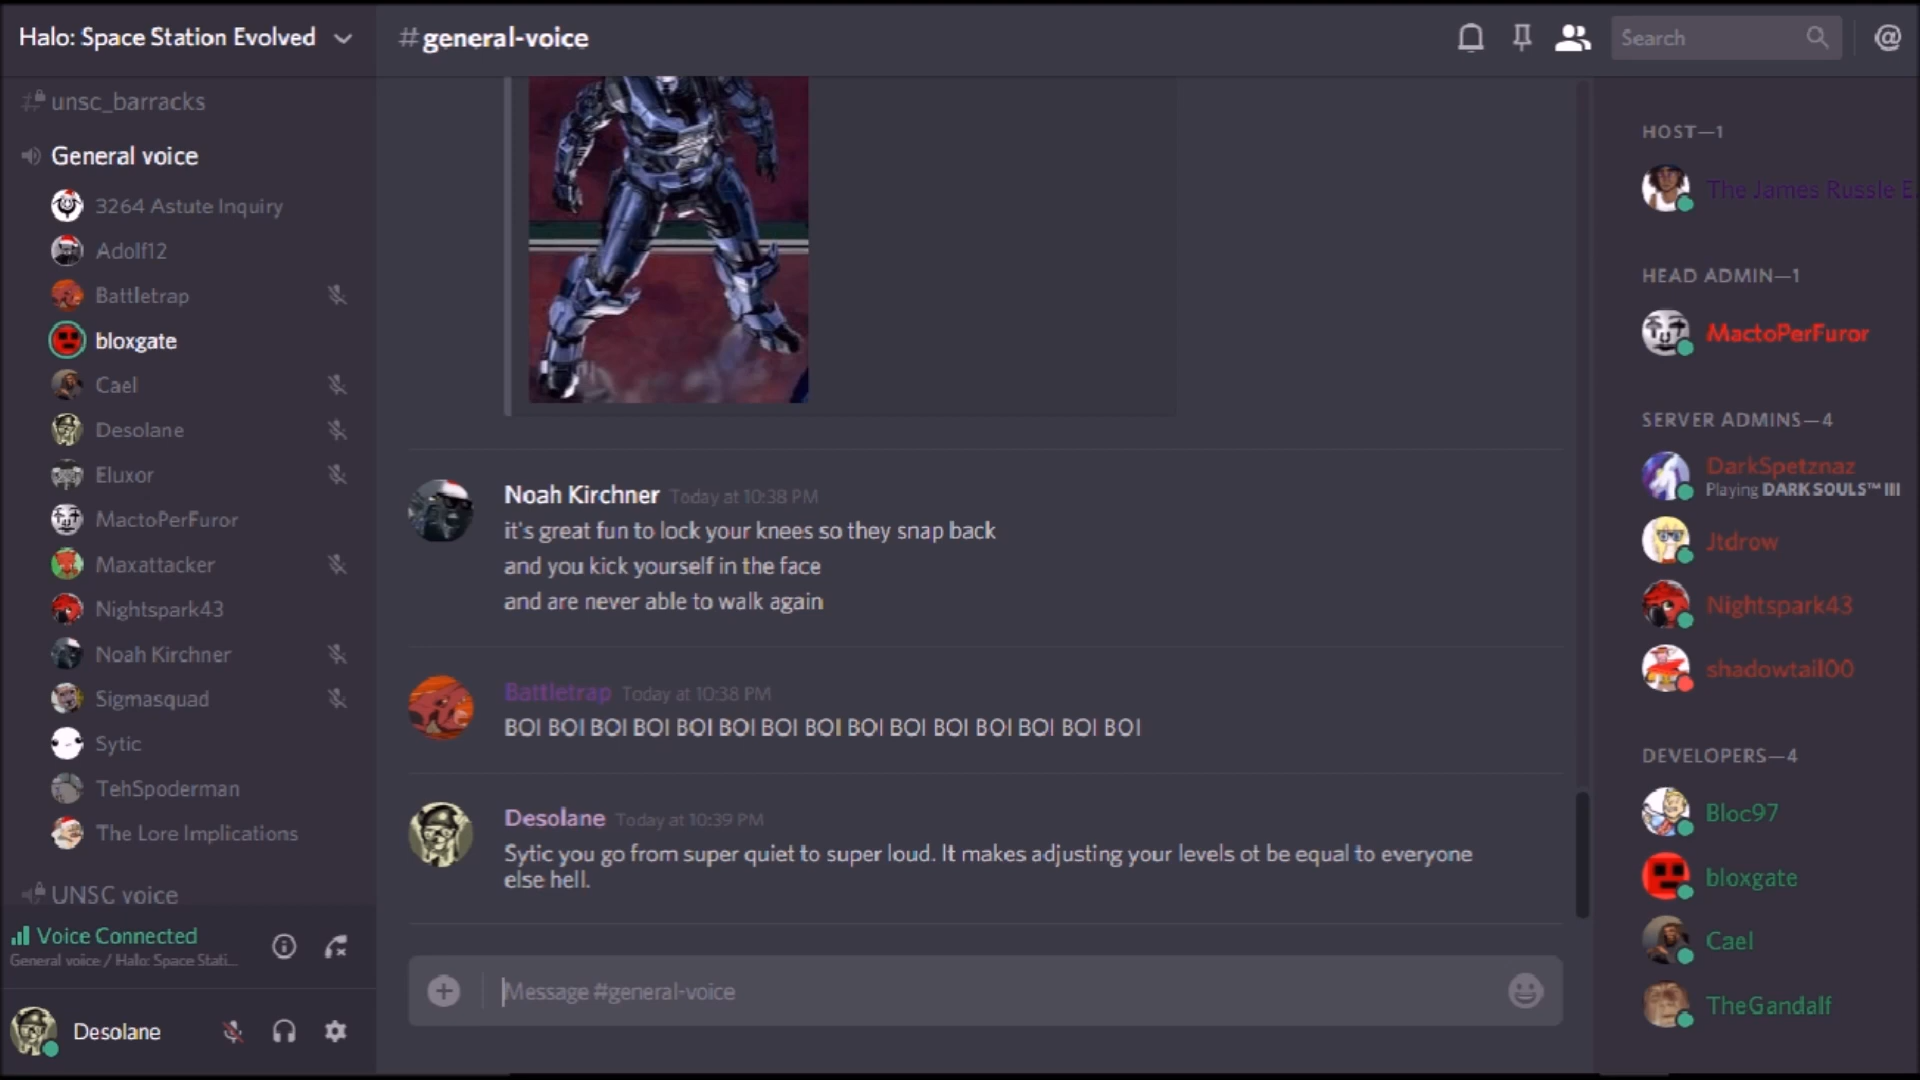 Halo: Space Station Evolved
#general-voice
Search
@
unsc_barracks
General voice
3264 Astute Inquiry
Adolf12
Battletrap
bloxgate
Cael
Desolane
Eluxor
MactoPerFuror
Maxattacker
Nightspark43
Noah Kirchner
Sigmasquad
Sytic
TehSpoderman
The Lore Implications
UNSC voice
Voice Connected
General voice / Halo: Space Stati...
Desolane
Noah Kirchner Today at 10:38 PM
it's great fun to lock your knees so they snap back
and you kick yourself in the face
and are never able to walk again
Battletrap Today at 10:38 PM
BOI BOI BOI BOI BOI BOI BOI BOI BOI BOI BOI BOI BOI BOI BOI
Desolane Today at 10:39 PM
Sytic you go from super quiet to super loud. It makes adjusting your levels ot be equal to everyone
else hell.
Message #general-voice
HOST—1
The James Russle E.
HEAD ADMIN—1
MactoPerFuror
SERVER ADMINS—4
DarkSpetznaz
Playing DARK SOULS™ III
Jtdrow
Nightspark43
shadowtail00
DEVELOPERS—4
Bloc97
bloxgate
Cael
TheGandalf